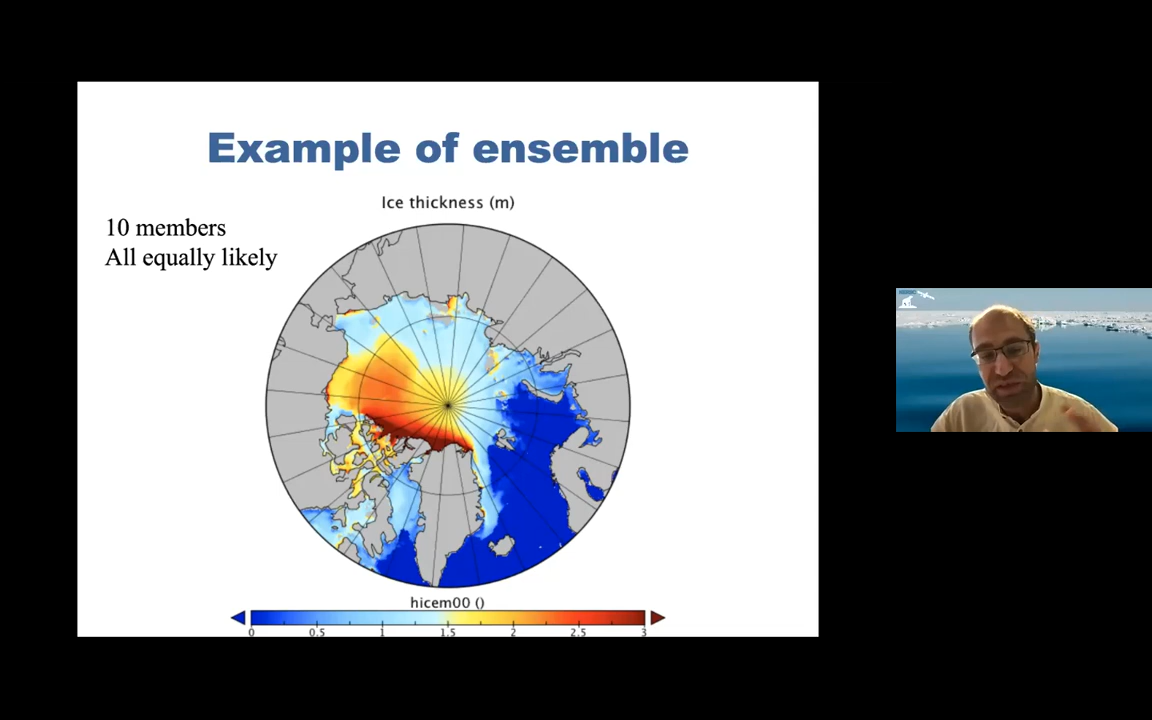 Example of ensemble
Ice thickness (m)
10 members
All equally likely
hicem00 ()
0 0.5 1 1.5 2 2.5 3